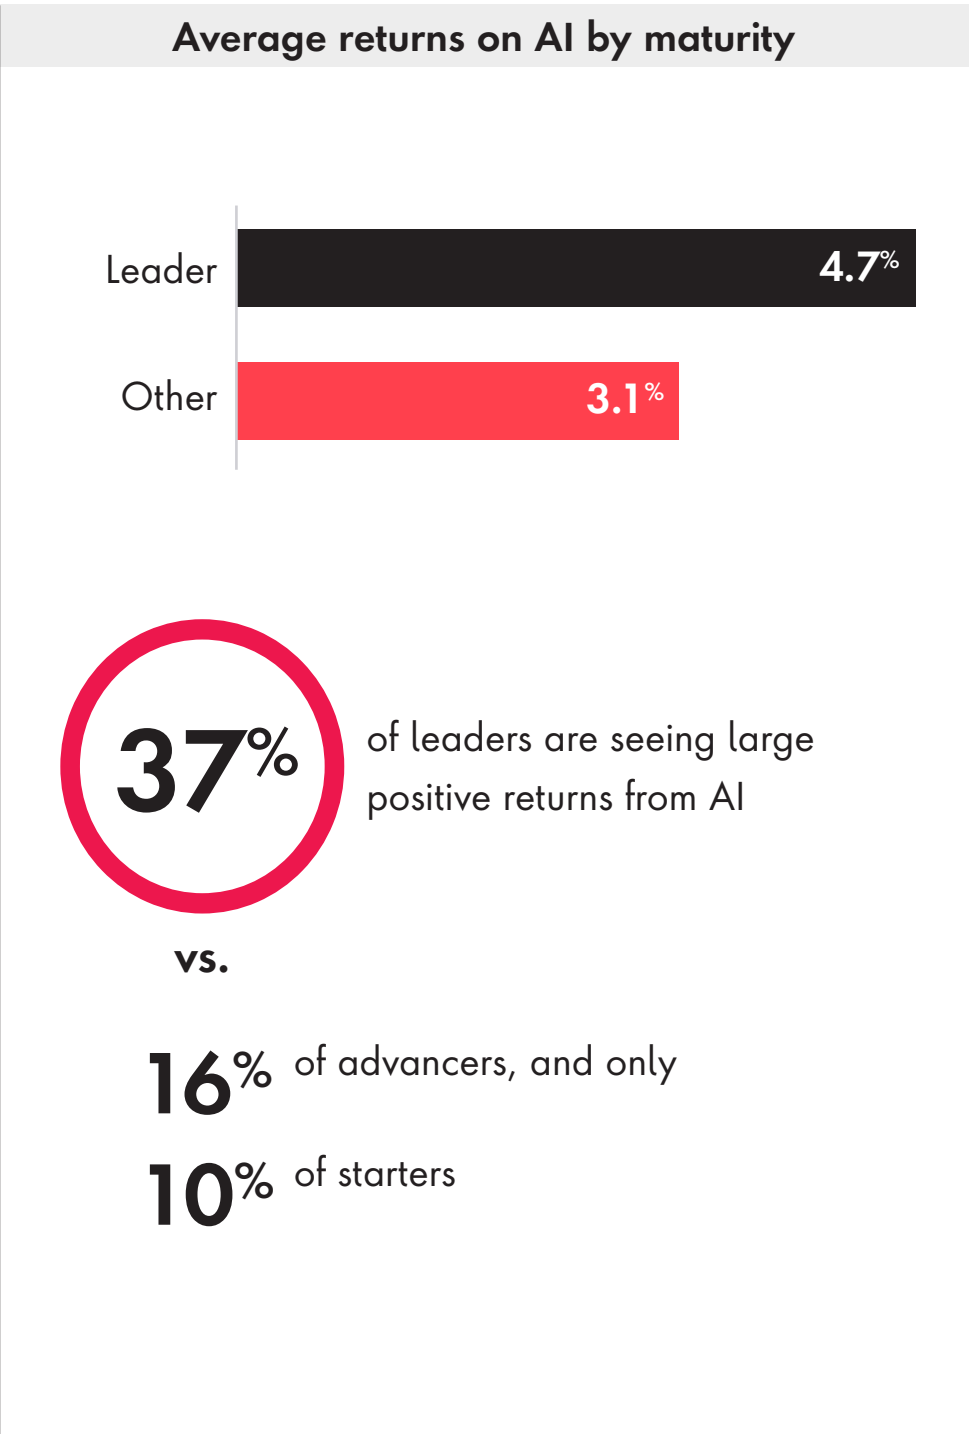 Average returns on AI by maturity
Leader 4.7%
Other 3.1%
37% of leaders are seeing large
positive returns from AI
vs.
16% of advancers, and only
10% of starters